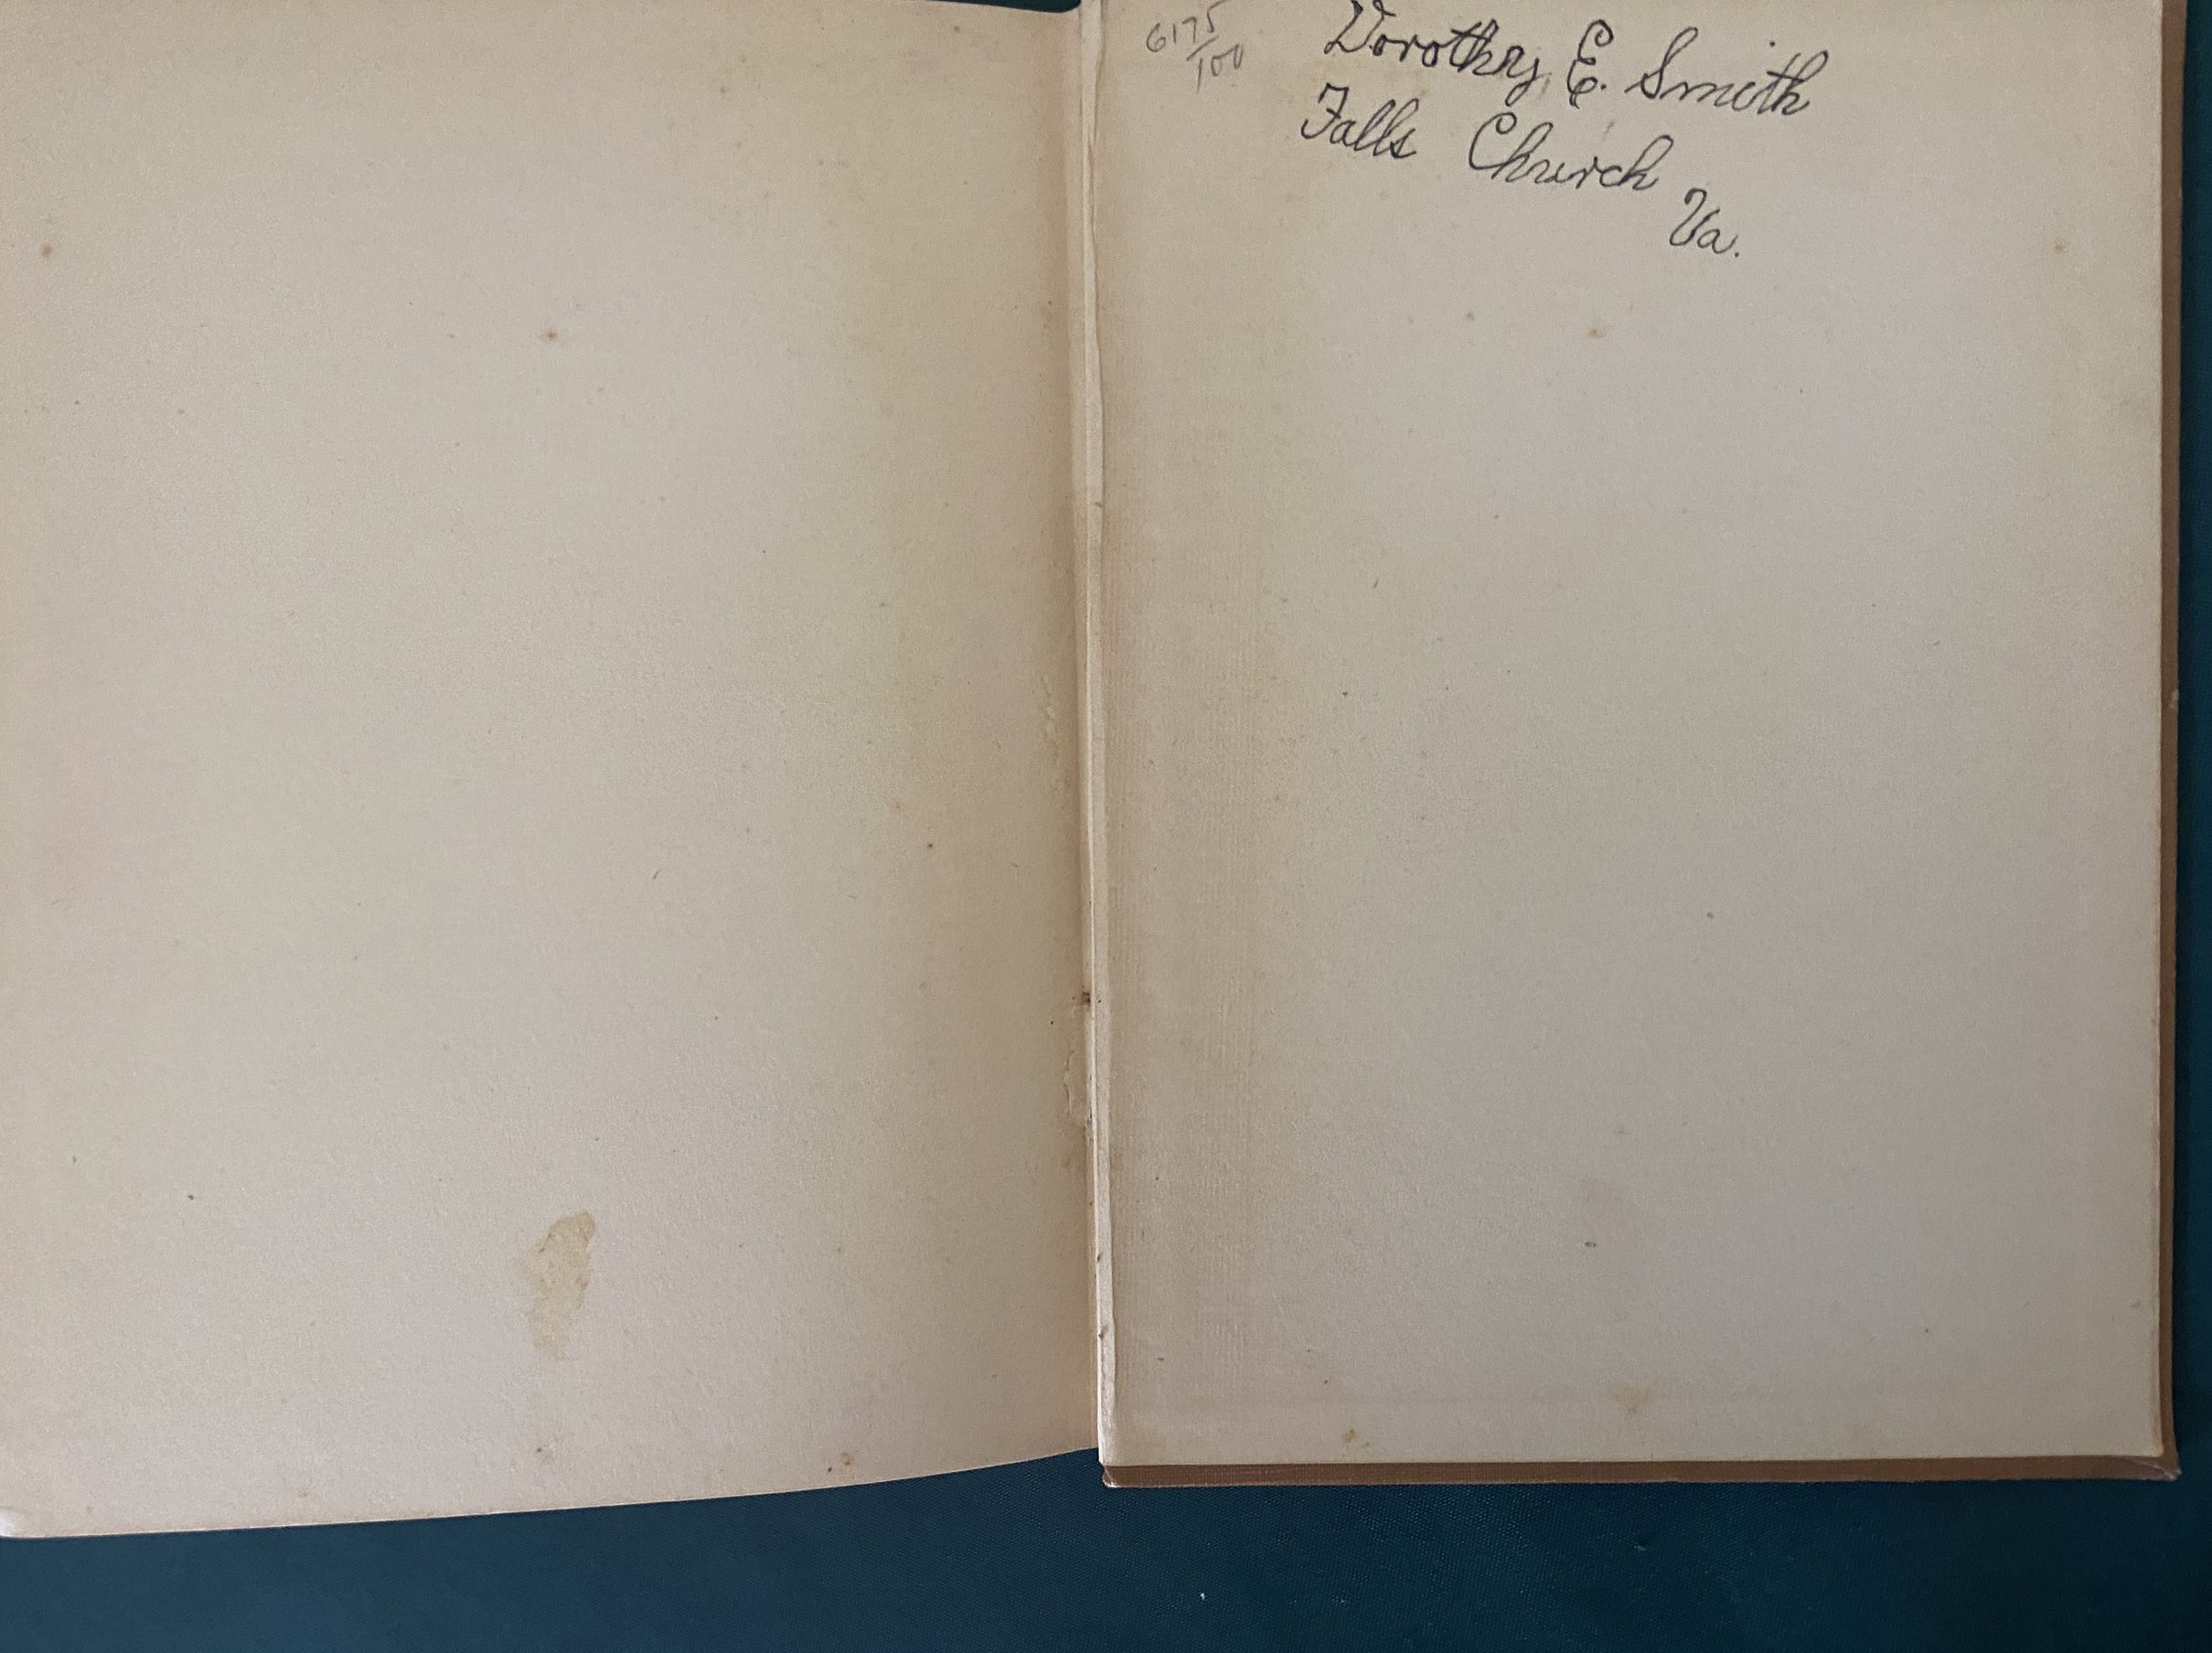 6175/100
Dorothy E. Smith
Falls Church
Va.